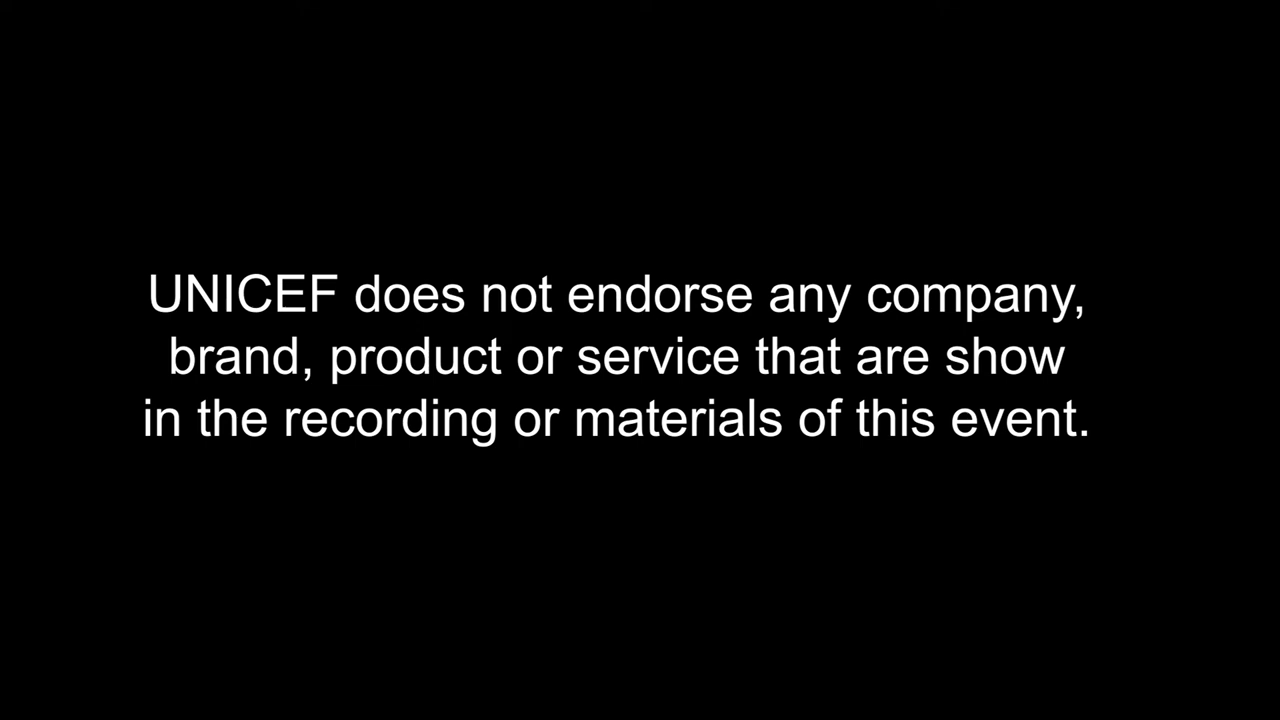 UNICEF does not endorse any company,
brand, product or service that are show
in the recording or materials of this event.